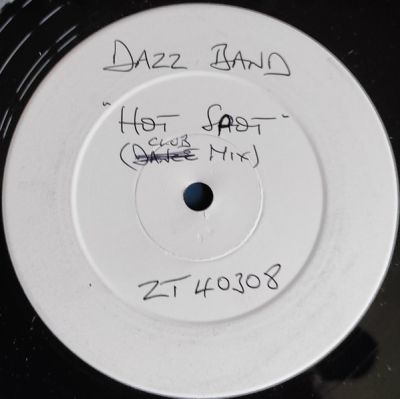 DAZZ BAND
"HOT SPOT"
CLUB
(DANCE MIX)
ZT 40308